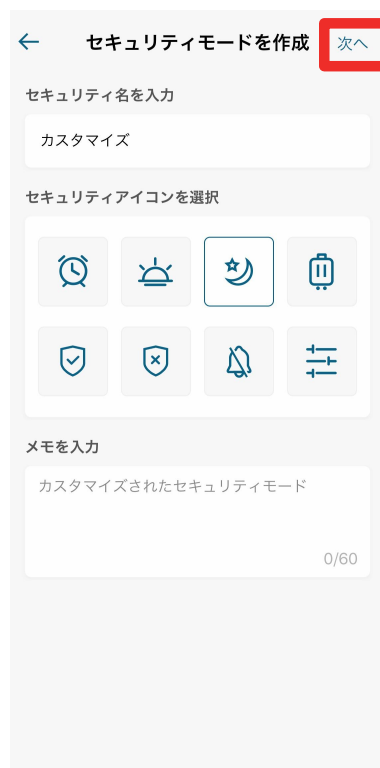 セキュリティモードを作成
次へ
セキュリティ名を入力
カスタマイズ
セキュリティアイコンを選択
メモを入力
カスタマイズされたセキュリティモード
0/60